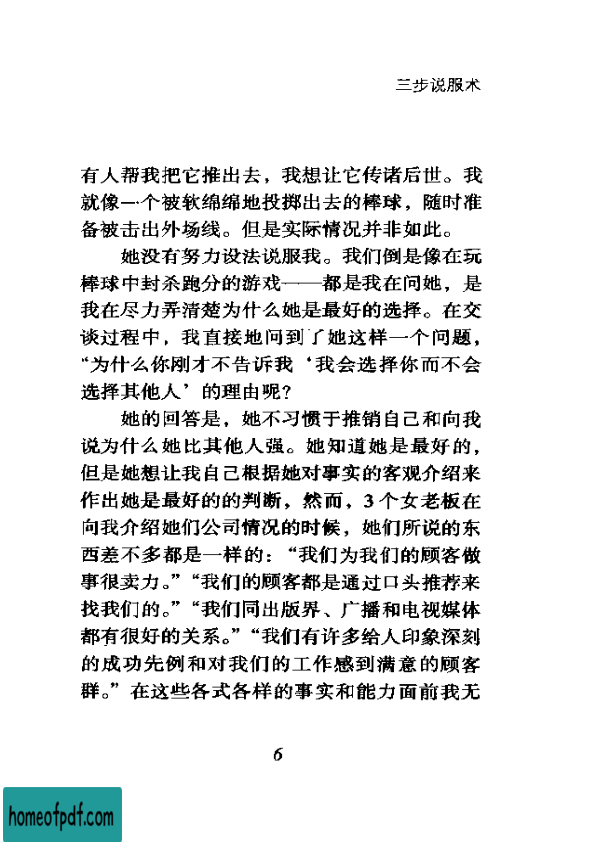 三步说服术
有人帮我把它推出去，我想让它传诸后世。我
就像一个被软绵绵地投掷出去的棒球，随时准
备被击出外场线。但是实际情况并非如此。
她没有努力设法说服我。我们倒是像在玩
棒球中封杀跑分的游戏——都是我在问她，是
我在尽力弄清楚为什么她是最好的选择。在交
谈过程中，我直接地问到了她这样一个问题，
“为什么你刚才不告诉我‘我会选择你而不会
选择其他人’的理由呢？
她的回答是，她不习惯于推销自己和向我
说为什么她比其他人强。她知道她是最好的，
但是她想让我自己根据她对事实的客观介绍来
作出她是最好的的判断，然而，3个女老板在
向我介绍她们公司情况的时候，她们所说的东
西差不多都是一样的：“我们为我们的顾客做
事很卖力。”“我们的顾客都是通过口头推荐来
找我们的。”“我们同出版界、广播和电视媒体
都有很好的关系。”“我们有许多给人印象深刻
的成功先例和对我们的工作感到满意的顾客
群。”在这些各式各样的事实和能力面前我无
6
homeofpdf.com